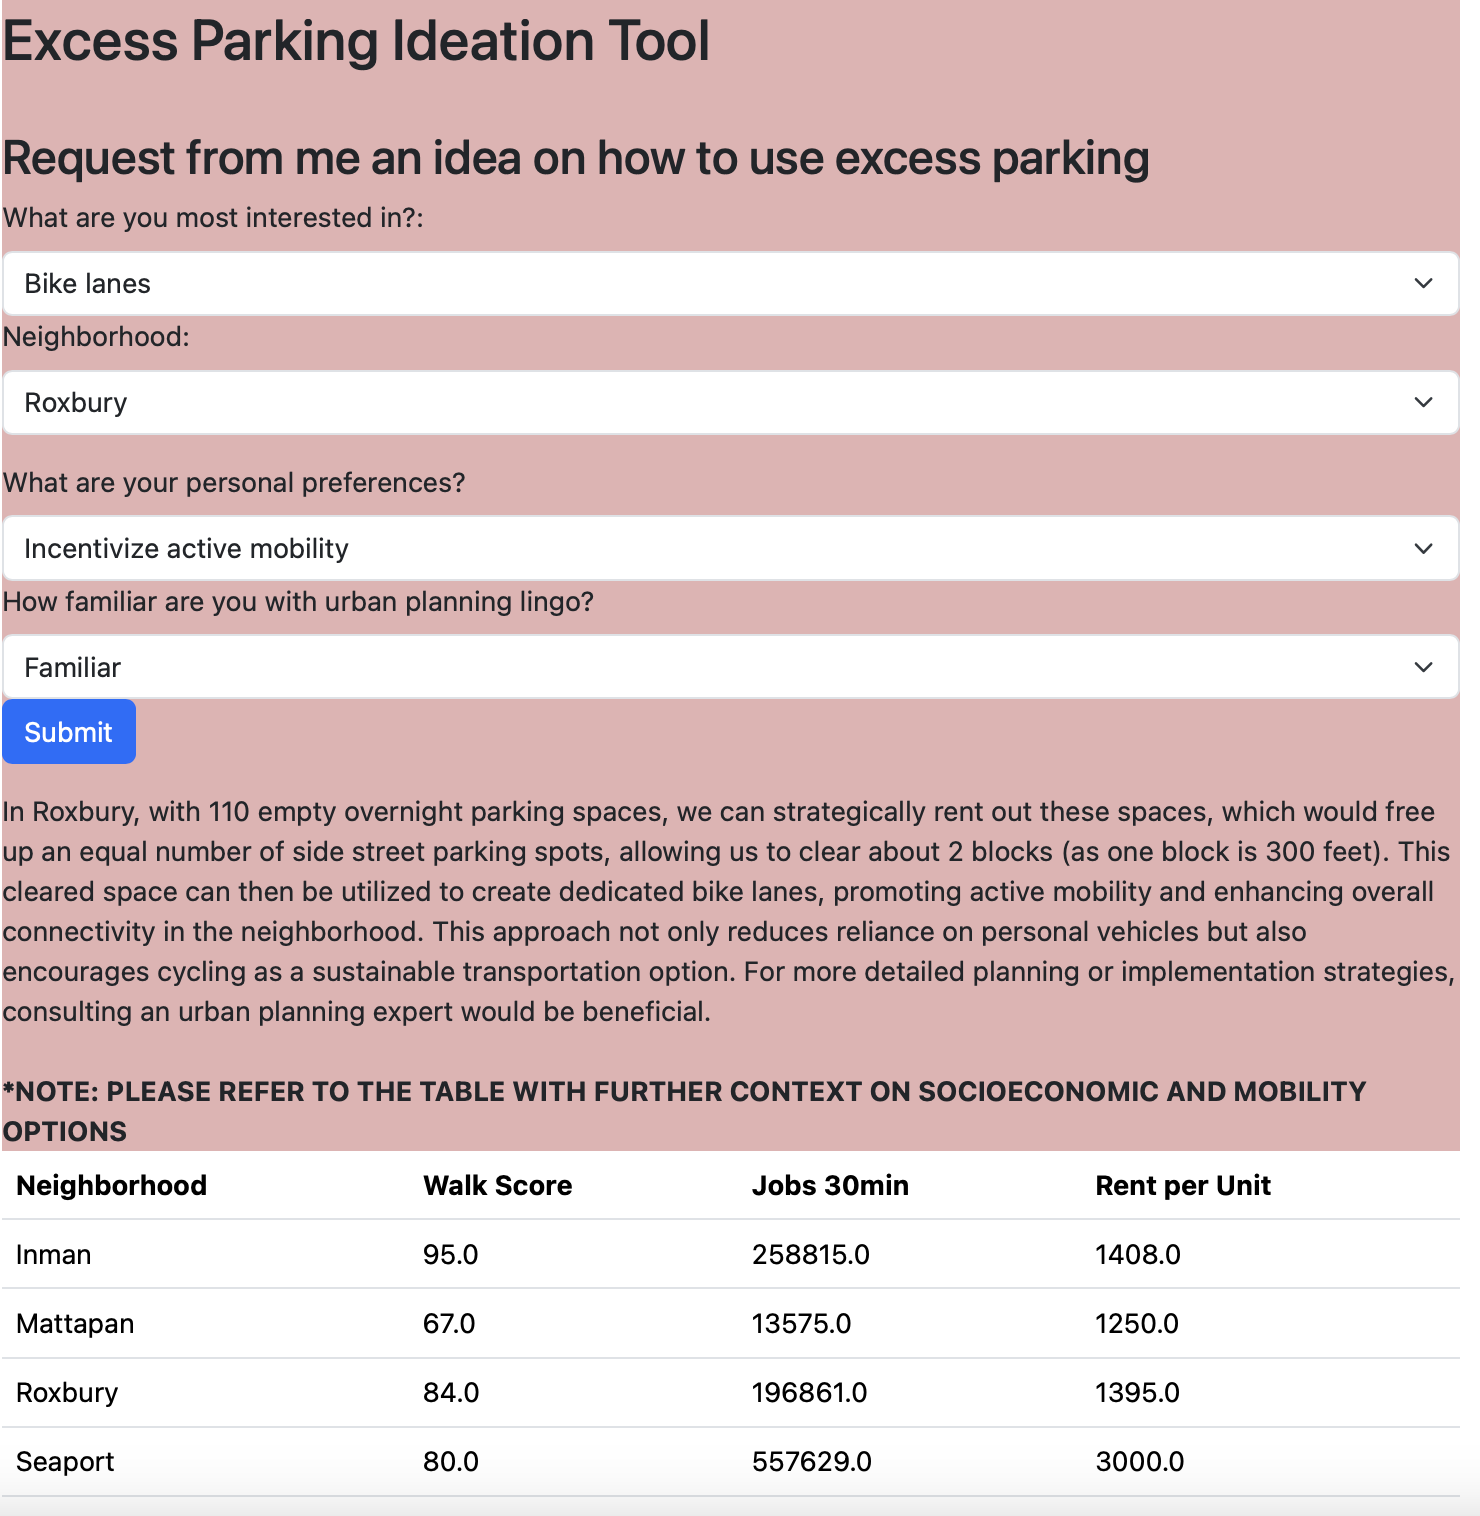 Excess Parking Ideation Tool
Request from me an idea on how to use excess parking
What are you most interested in?:
Bike lanes
Neighborhood:
Roxbury
What are your personal preferences?
Incentivize active mobility
How familiar are you with urban planning lingo?
Familiar
Submit
In Roxbury, with 110 empty overnight parking spaces, we can strategically rent out these spaces, which would free
up an equal number of side street parking spots, allowing us to clear about 2 blocks (as one block is 300 feet). This
cleared space can then be utilized to create dedicated bike lanes, promoting active mobility and enhancing overall
connectivity in the neighborhood. This approach not only reduces reliance on personal vehicles but also
encourages cycling as a sustainable transportation option. For more detailed planning or implementation strategies,
consulting an urban planning expert would be beneficial.
*NOTE: PLEASE REFER TO THE TABLE WITH FURTHER CONTEXT ON SOCIOECONOMIC AND MOBILITY
OPTIONS
Neighborhood Walk Score Jobs 30min Rent per Unit
Inman 95.0 258815.0 1408.0
Mattapan 67.0 13575.0 1250.0
Roxbury 84.0 196861.0 1395.0
Seaport 80.0 557629.0 3000.0